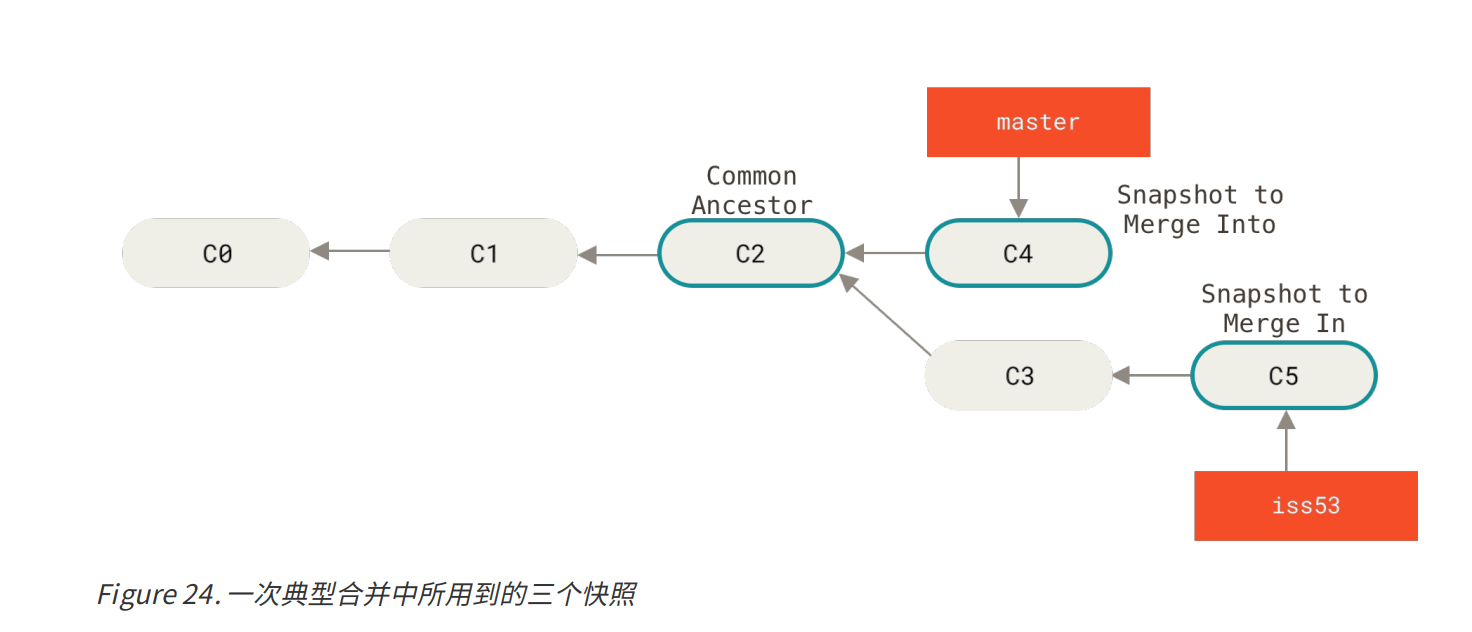 master
Common
Ancestor
Snapshot to
Merge Into
C0
C1
C2
C4
Snapshot to
Merge In
C3
C5
iss53
Figure 24. 一次典型合并中所用到的三个快照